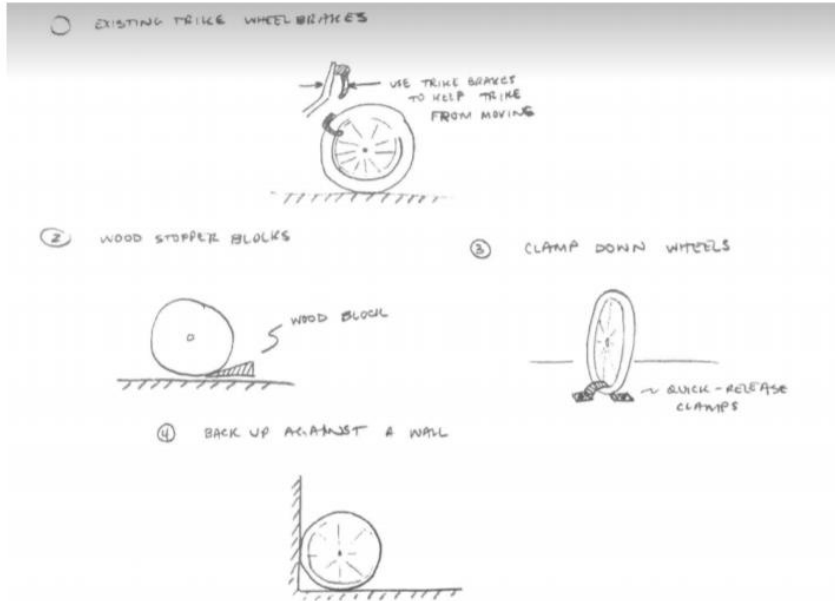 EXISTING TRIKE WHEEL BRAKES
USE TRIKE BRAKES
TO HELP TRIKE
FROM MOVING
2 WOOD STOPPER BLOCKS
WOOD BLOCK
3 CLAMP DOWN WHEELS
QUICK-RELEASE
CLAMPS
4 BACK UP AGAINST A WALL